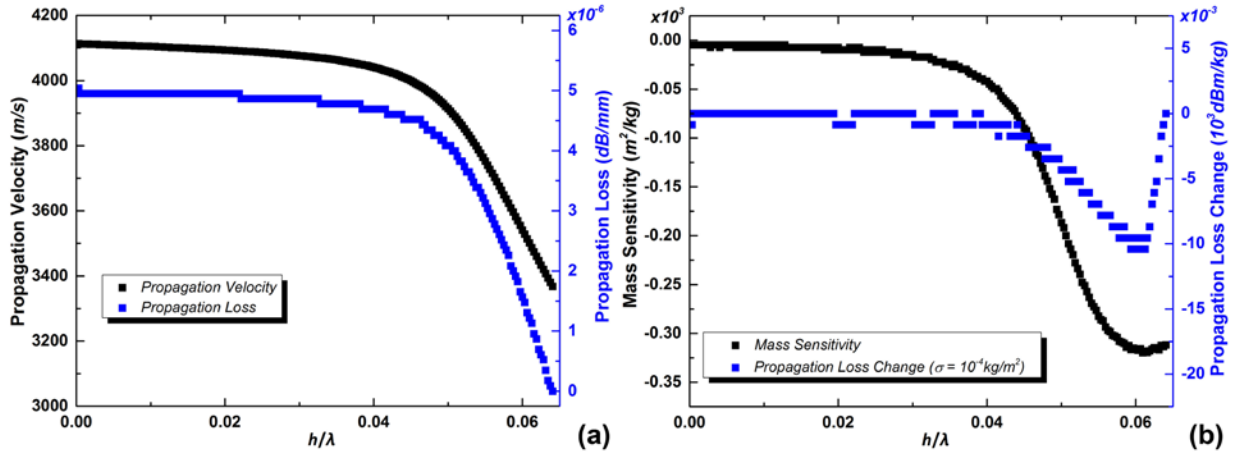 ×10⁻⁶
4200
4000
3800
3600
3400
3200
3000
Propagation Velocity (m/s)
6
5
4
3
2
1
0
Propagation Loss (dB/mm)
Propagation Velocity
Propagation Loss
0.00
0.02
0.04
0.06
h/λ
(a)
x10³
x10⁻³
0.00
-0.05
-0.10
-0.15
-0.20
-0.25
-0.30
-0.35
Mass Sensitivity (m²/kg)
5
0
-5
-10
-15
-20
Propagation Loss Change (10³dBm/kg)
Mass Sensitivity
Propagation Loss Change (σ = 10⁻⁴kg/m²)
0.00
0.02
0.04
0.06
h/λ
(b)